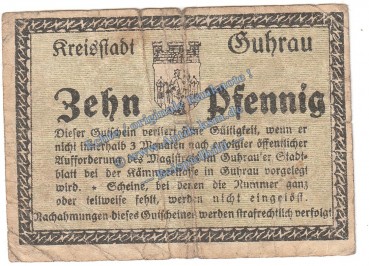 Kreisstadt Guhrau
Zehn Pfennig
Dieser Gutschein verliert seine Gültigkeit, wenn er
nicht innerhalb 3 Monaten nach erfolgter öffentlicher
Aufforderung des Magistrats im Guhrau'er Stadt=
blatt bei der Kämmereikasse in Guhrau vorgelegt
wird. * Scheine, bei denen die Nummer ganz
oder teilweise fehlt, werden nicht eingelöst.
Nachahmungen dieses Gutscheines werden strafrechtlich verfolgt